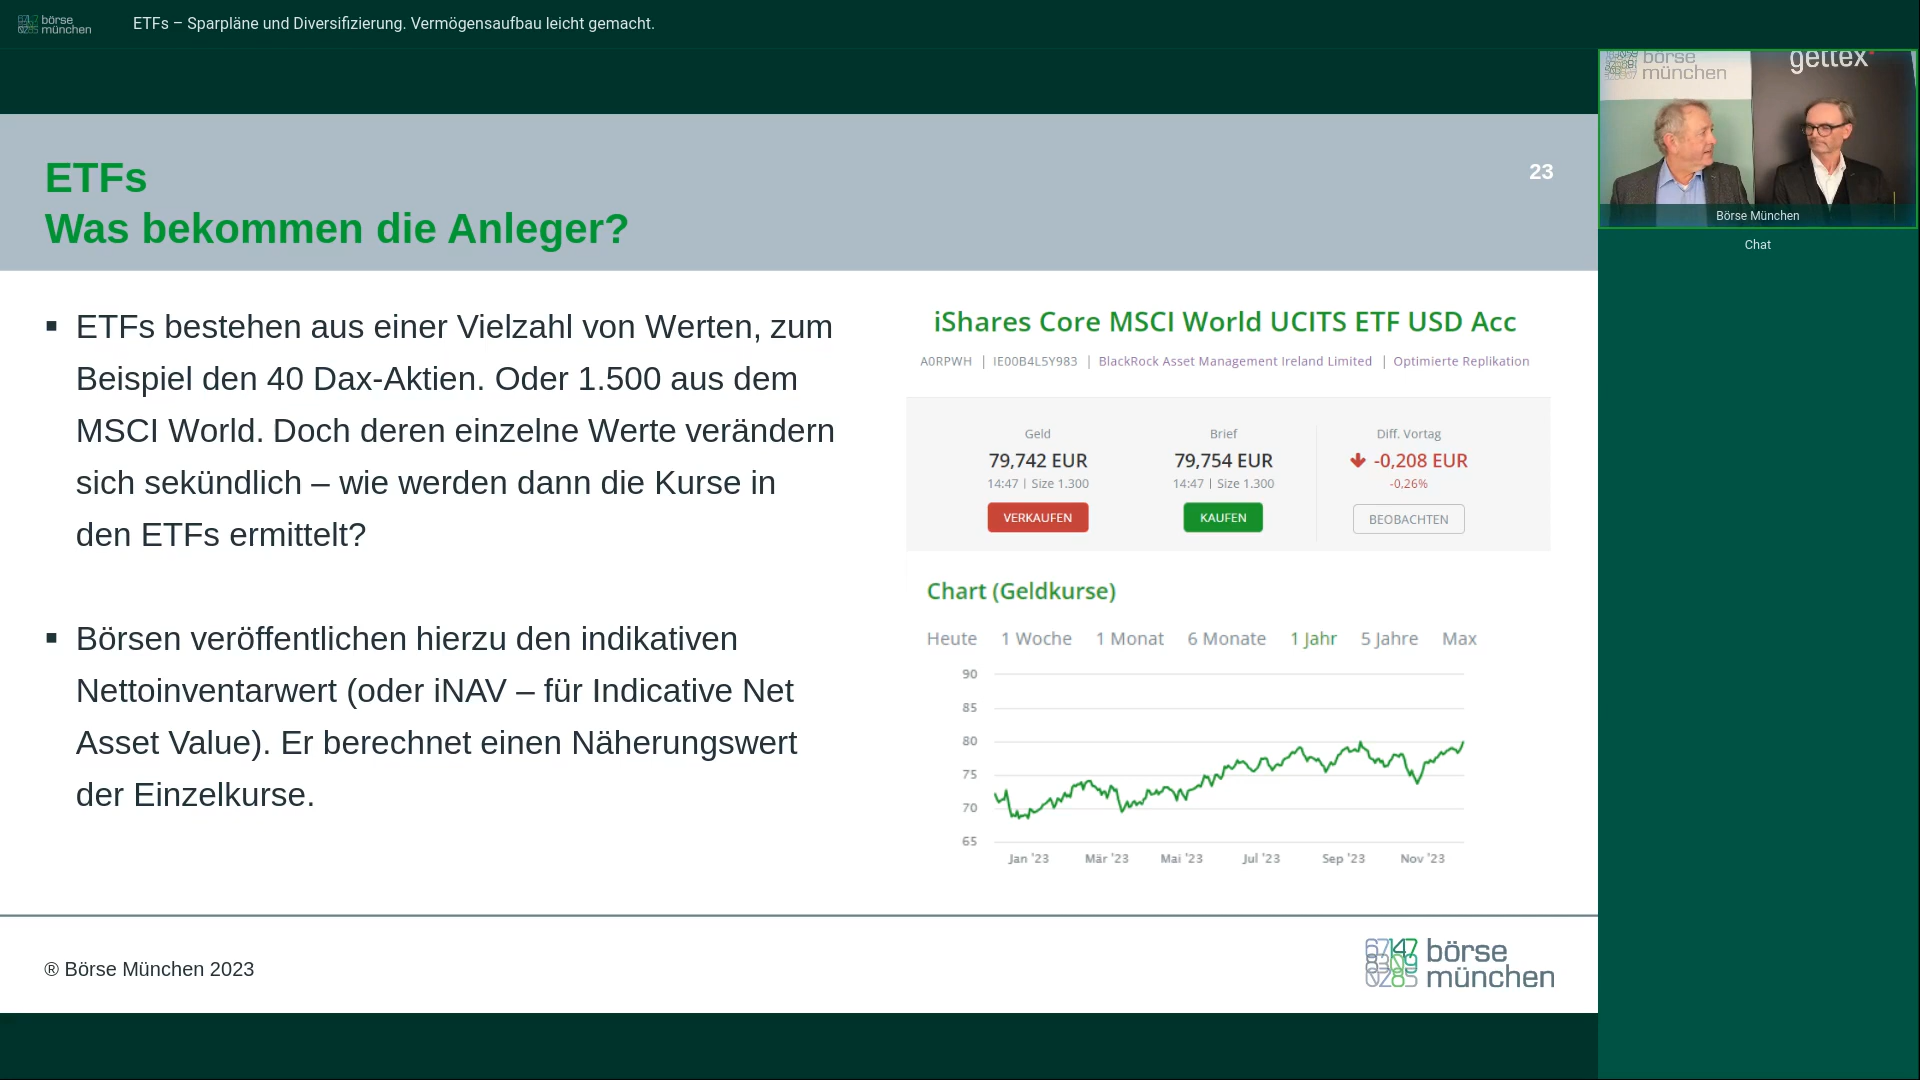 börse
münchen
ETFs – Sparpläne und Diversifizierung. Vermögensaufbau leicht gemacht.
börse
münchen
gettex
Börse München
Chat
ETFs
Was bekommen die Anleger?
23
▪ ETFs bestehen aus einer Vielzahl von Werten, zum
Beispiel den 40 Dax-Aktien. Oder 1.500 aus dem
MSCI World. Doch deren einzelne Werte verändern
sich sekündlich – wie werden dann die Kurse in
den ETFs ermittelt?
▪ Börsen veröffentlichen hierzu den indikativen
Nettoinventarwert (oder iNAV – für Indicative Net
Asset Value). Er berechnet einen Näherungswert
der Einzelkurse.
iShares Core MSCI World UCITS ETF USD Acc
A0RPWH | IE00B4L5Y983 | BlackRock Asset Management Ireland Limited | Optimierte Replikation
Geld Brief Diff. Vortag
79,742 EUR 79,754 EUR -0,208 EUR
14:47 | Size 1.300 14:47 | Size 1.300 -0,26%
VERKAUFEN KAUFEN BEOBACHTEN
Chart (Geldkurse)
Heute 1 Woche 1 Monat 6 Monate 1 Jahr 5 Jahre Max
90
85
80
75
70
65
Jan '23 Mär '23 Mai '23 Jul '23 Sep '23 Nov '23
® Börse München 2023
börse
münchen